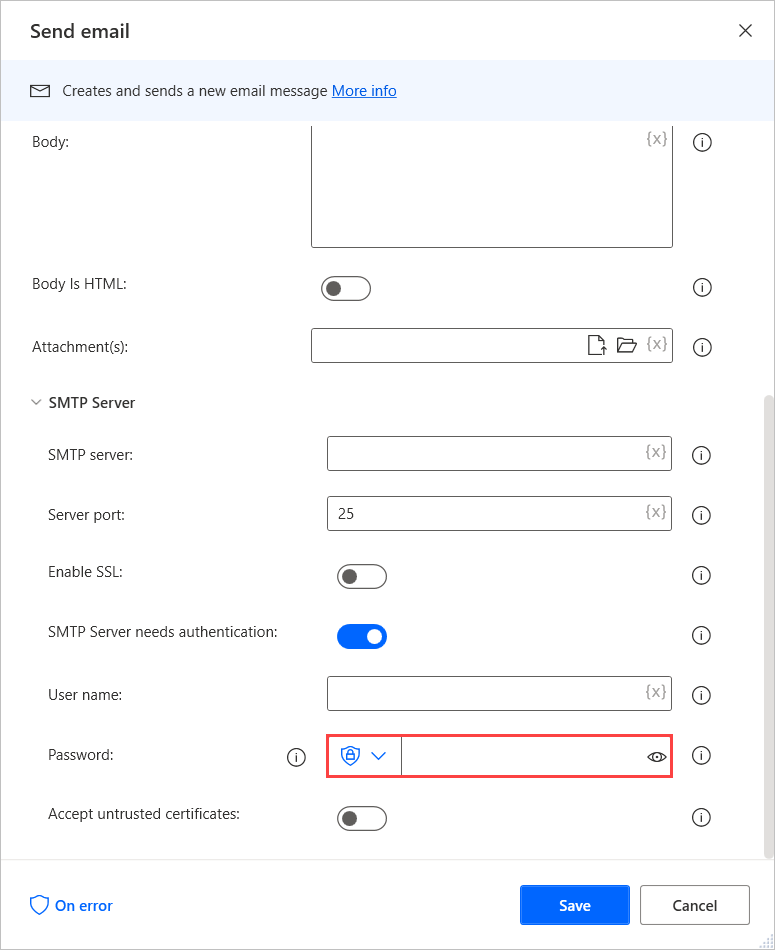 Send email
Creates and sends a new email message More info
Body:
{x}
Body Is HTML:
Attachment(s):
{x}
SMTP Server
SMTP server:
{x}
Server port:
25
{x}
Enable SSL:
SMTP Server needs authentication:
User name:
{x}
Password:
Accept untrusted certificates:
On error
Save
Cancel